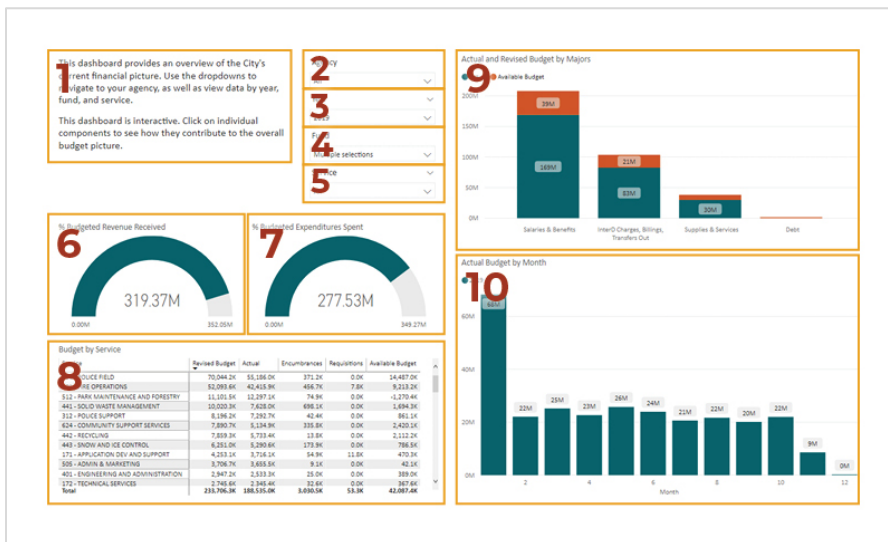 This dashboard provides an overview of the City's
current financial picture. Use the dropdowns to
navigate to your agency, as well as view data by year,
fund, and service.
This dashboard is interactive. Click on individual
components to see how they contribute to the overall
budget picture.
1
Agency
2
3
2019
Fund
4
Multiple selections
5
% Budgeted Revenue Received
6
319.37M
0.00M 352.05M
% Budgeted Expenditures Spent
7
277.53M
0.00M 349.27M
Budget by Service
8
Revised Budget Actual Encumbrances Requisitions Available Budget
POLICE FIELD 70,044.2K 55,186.0K 371.2K 0.0K 14,487.0K
OPERATIONS 52,093.6K 42,415.9K 456.7K 7.8K 9,213.2K
512 - PARK MAINTENANCE AND FORESTRY 11,101.5K 12,297.1K 74.9K 0.0K -1,270.4K
441 - SOLID WASTE MANAGEMENT 10,020.3K 7,628.0K 698.1K 0.0K 1,694.3K
312 - POLICE SUPPORT 8,196.2K 7,292.7K 42.4K 0.0K 861.1K
624 - COMMUNITY SUPPORT SERVICES 7,890.7K 5,134.9K 335.8K 0.0K 2,420.1K
442 - RECYCLING 7,859.3K 5,733.4K 13.8K 0.0K 2,112.2K
443 - SNOW AND ICE CONTROL 6,251.0K 5,290.6K 173.9K 0.0K 786.5K
171 - APPLICATION DEV AND SUPPORT 4,253.1K 3,716.1K 54.9K 11.8K 470.3K
505 - ADMIN & MARKETING 3,706.7K 3,655.5K 9.1K 0.0K 42.1K
401 - ENGINEERING AND ADMINISTRATION 2,947.2K 2,533.3K 25.0K 0.0K 389.0K
172 - TECHNICAL SERVICES 2,745.6K 2,345.4K 32.6K 0.0K 367.6K
Total 233,706.3K 188,535.0K 3,030.5K 53.3K 42,087.4K
Actual and Revised Budget by Majors
9
Available Budget
200M
150M
100M
50M
0M
39M
169M
21M
83M
30M
Salaries & Benefits
InterD Charges, Billings,
Transfers Out
Supplies & Services
Debt
Actual Budget by Month
10
60M
40M
20M
0M
68M
22M 25M 23M 26M 24M 21M 22M 20M 22M 9M 0M
2 4 6 8 10 12
Month